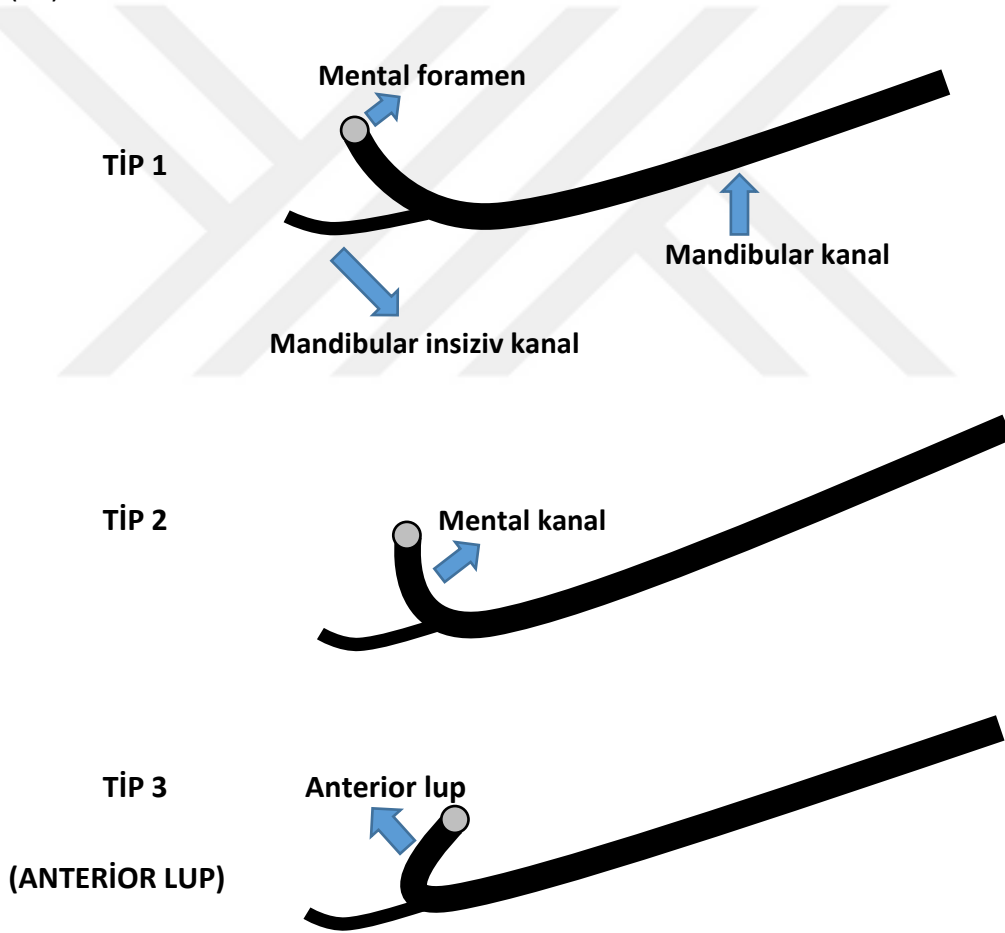 Mental foramen
TİP 1
Mandibular kanal
Mandibular insiziv kanal
TİP 2
Mental kanal
TİP 3
Anterior lup
(ANTERİOR LUP)